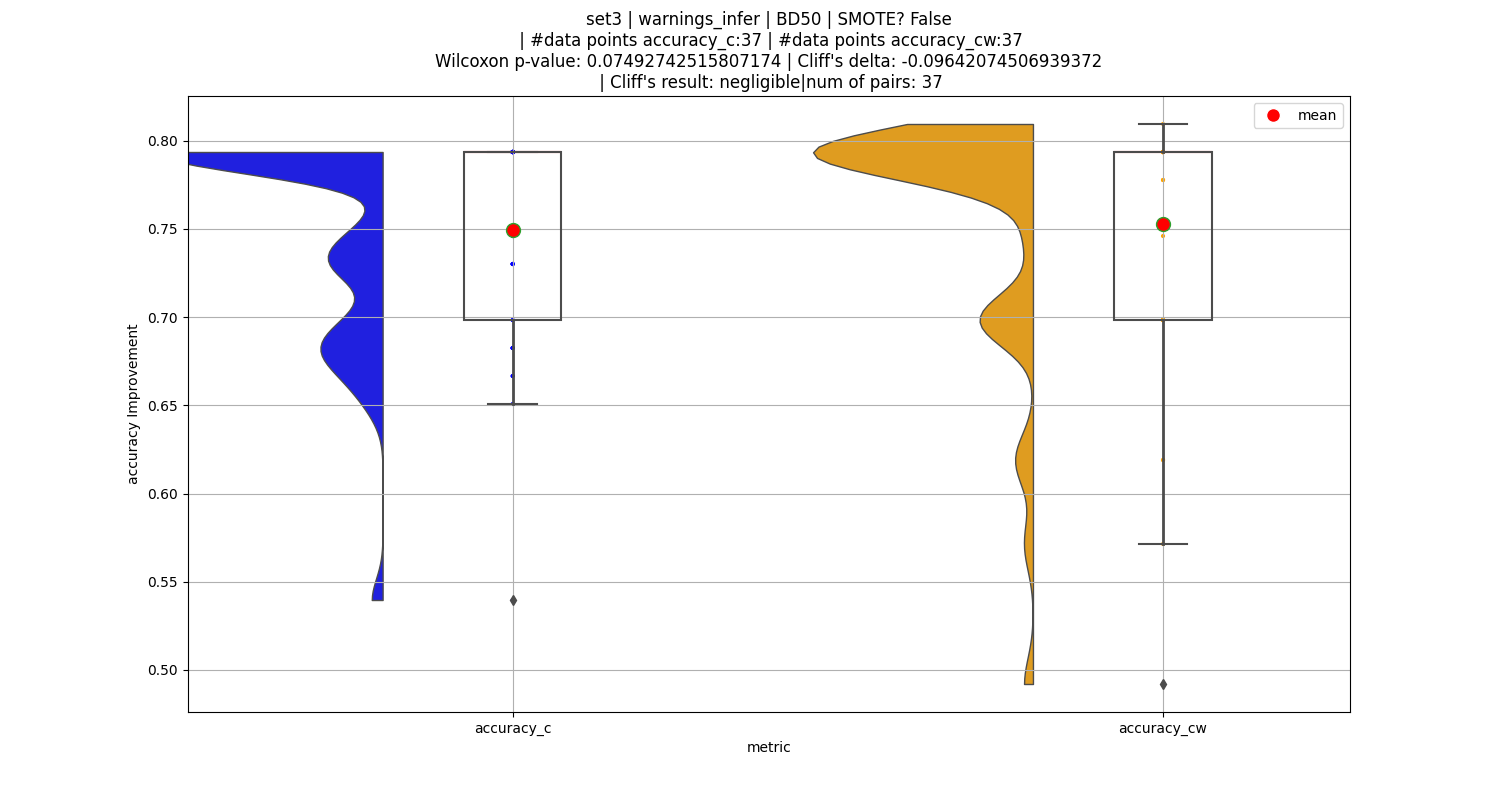 set3 | warnings_infer | BD50 | SMOTE? False
| #data points accuracy_c:37 | #data points accuracy_cw:37
Wilcoxon p-value: 0.07492742515807174 | Cliff's delta: -0.09642074506939372
| Cliff's result: negligible|num of pairs: 37
mean
0.80
0.75
0.70
0.65
0.60
0.55
0.50
accuracy Improvement
accuracy_c
accuracy_cw
metric